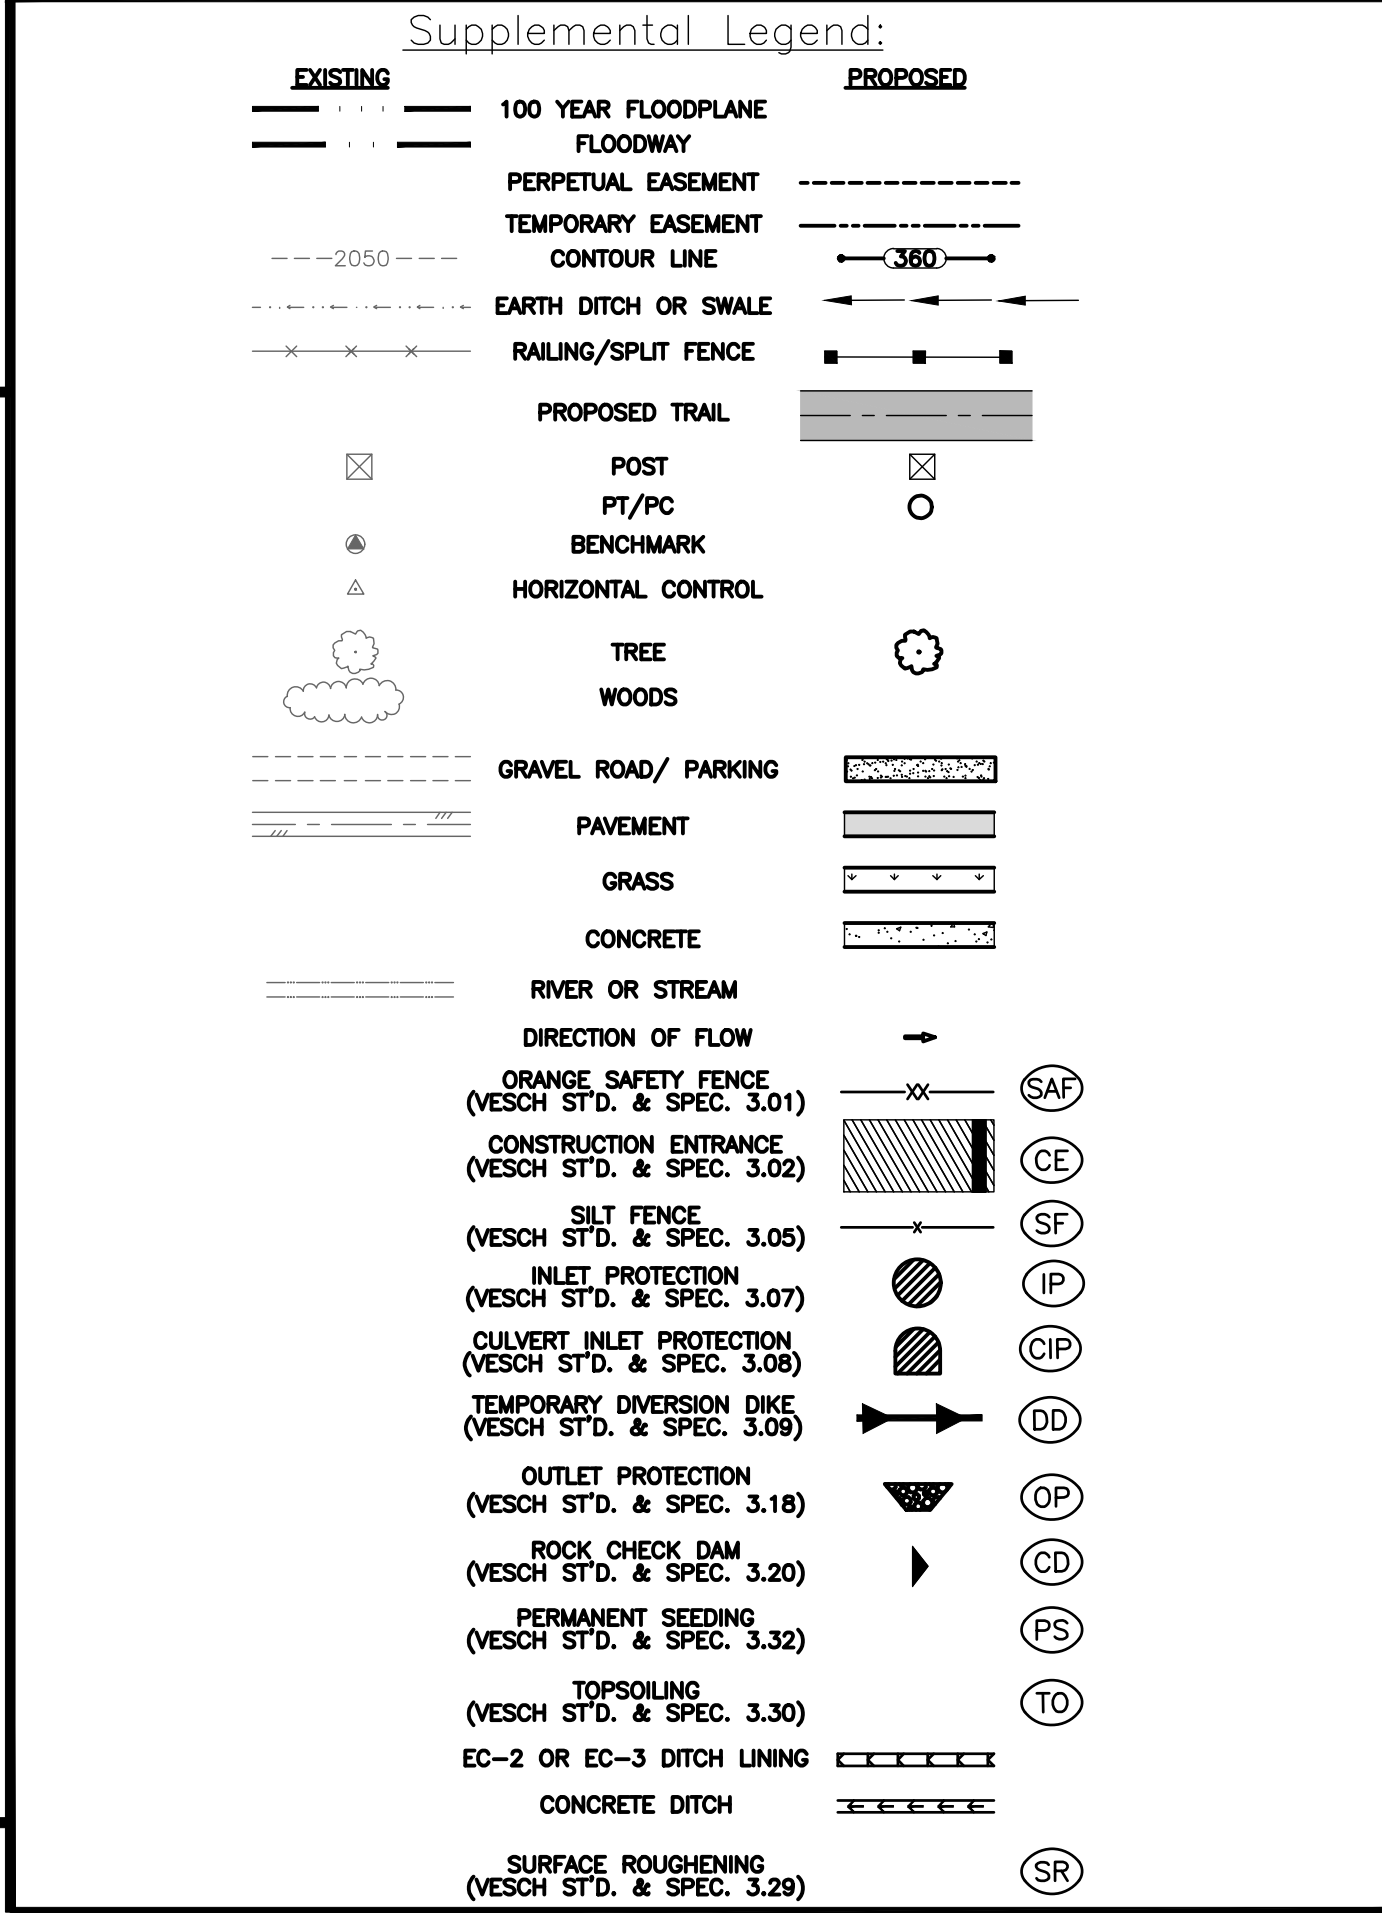 Supplemental Legend:
EXISTING PROPOSED
100 YEAR FLOODPLANE
FLOODWAY
PERPETUAL EASEMENT
TEMPORARY EASEMENT
2050 CONTOUR LINE 360
EARTH DITCH OR SWALE
RAILING/SPLIT FENCE
PROPOSED TRAIL
POST
PT/PC
BENCHMARK
HORIZONTAL CONTROL
TREE
WOODS
GRAVEL ROAD/ PARKING
PAVEMENT
GRASS
CONCRETE
RIVER OR STREAM
DIRECTION OF FLOW
ORANGE SAFETY FENCE
(VESCH ST'D. & SPEC. 3.01) SAF
CONSTRUCTION ENTRANCE
(VESCH ST'D. & SPEC. 3.02) CE
SILT FENCE
(VESCH ST'D. & SPEC. 3.05) SF
INLET PROTECTION
(VESCH ST'D. & SPEC. 3.07) IP
CULVERT INLET PROTECTION
(VESCH ST'D. & SPEC. 3.08) CIP
TEMPORARY DIVERSION DIKE
(VESCH ST'D. & SPEC. 3.09) DD
OUTLET PROTECTION
(VESCH ST'D. & SPEC. 3.18) OP
ROCK CHECK DAM
(VESCH ST'D. & SPEC. 3.20) CD
PERMANENT SEEDING
(VESCH ST'D. & SPEC. 3.32) PS
TOPSOILING
(VESCH ST'D. & SPEC. 3.30) TO
EC-2 OR EC-3 DITCH LINING
CONCRETE DITCH
SURFACE ROUGHENING
(VESCH ST'D. & SPEC. 3.29) SR